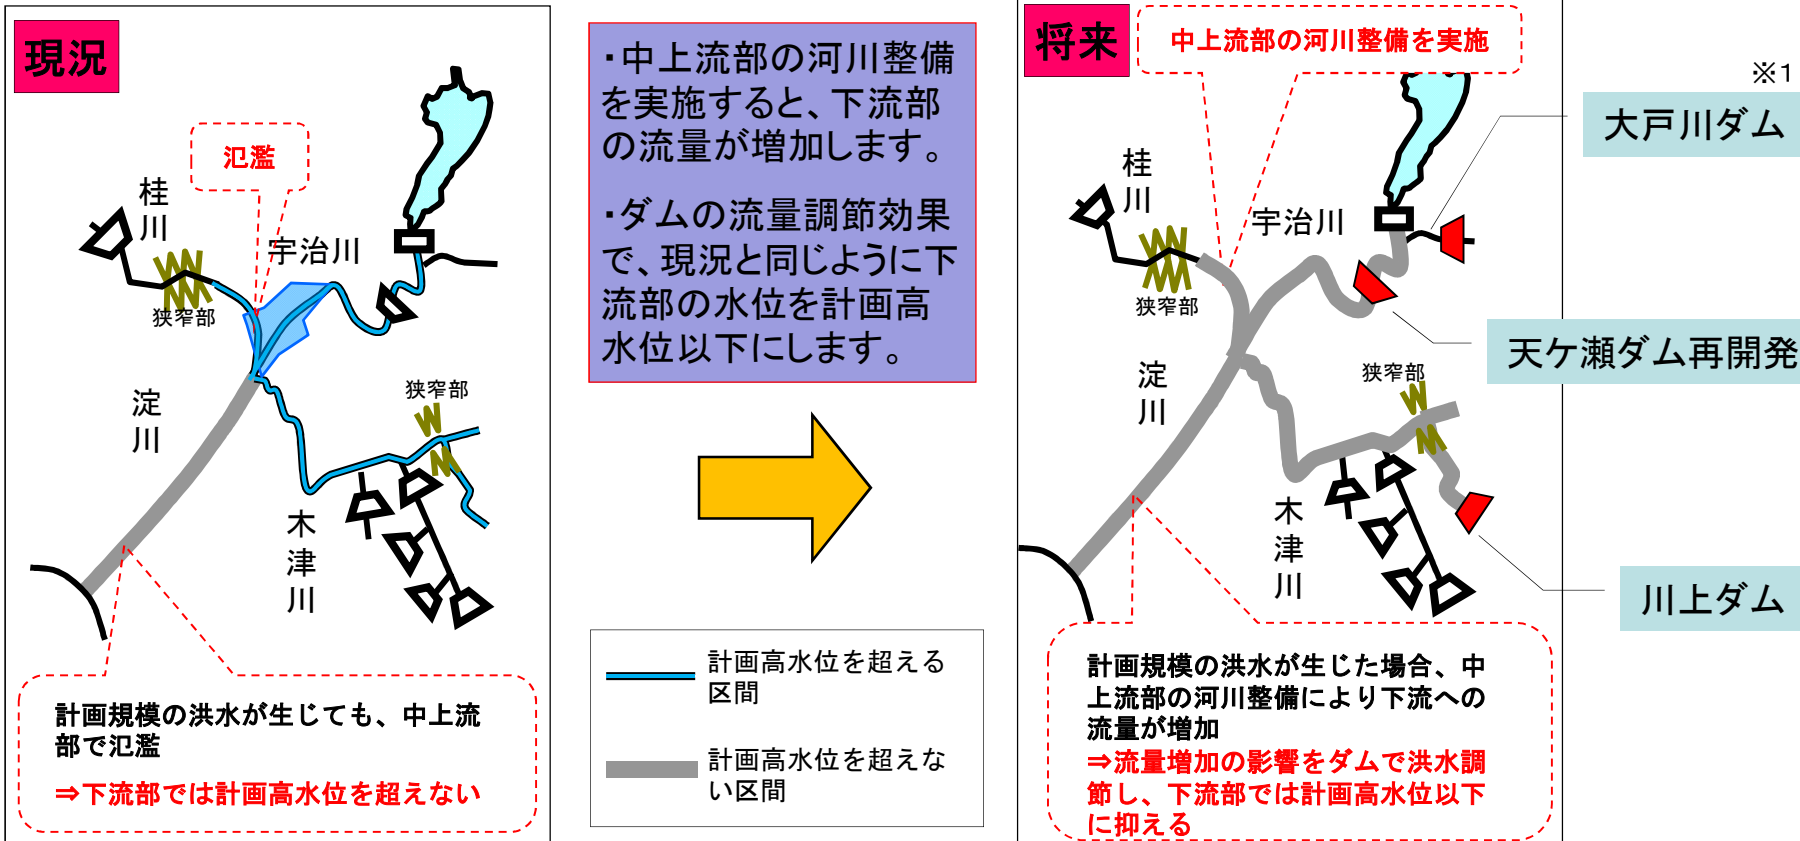 現況
氾濫
桂川
宇治川
狭窄部
淀川
狭窄部
木津川
計画規模の洪水が生じても、中上流
部で氾濫
⇒下流部では計画高水位を超えない
・中上流部の河川整備
を実施すると、下流部
の流量が増加します。
・ダムの流量調節効果
で、現況と同じように下
流部の水位を計画高
水位以下にします。
計画高水位を超える
区間
計画高水位を超えな
い区間
将来
中上流部の河川整備を実施
※1
大戸川ダム
桂川
宇治川
狭窄部
天ケ瀬ダム再開発
淀川
狭窄部
木津川
川上ダム
計画規模の洪水が生じた場合、中
上流部の河川整備により下流への
流量が増加
⇒流量増加の影響をダムで洪水調
節し、下流部では計画高水位以下
に抑える